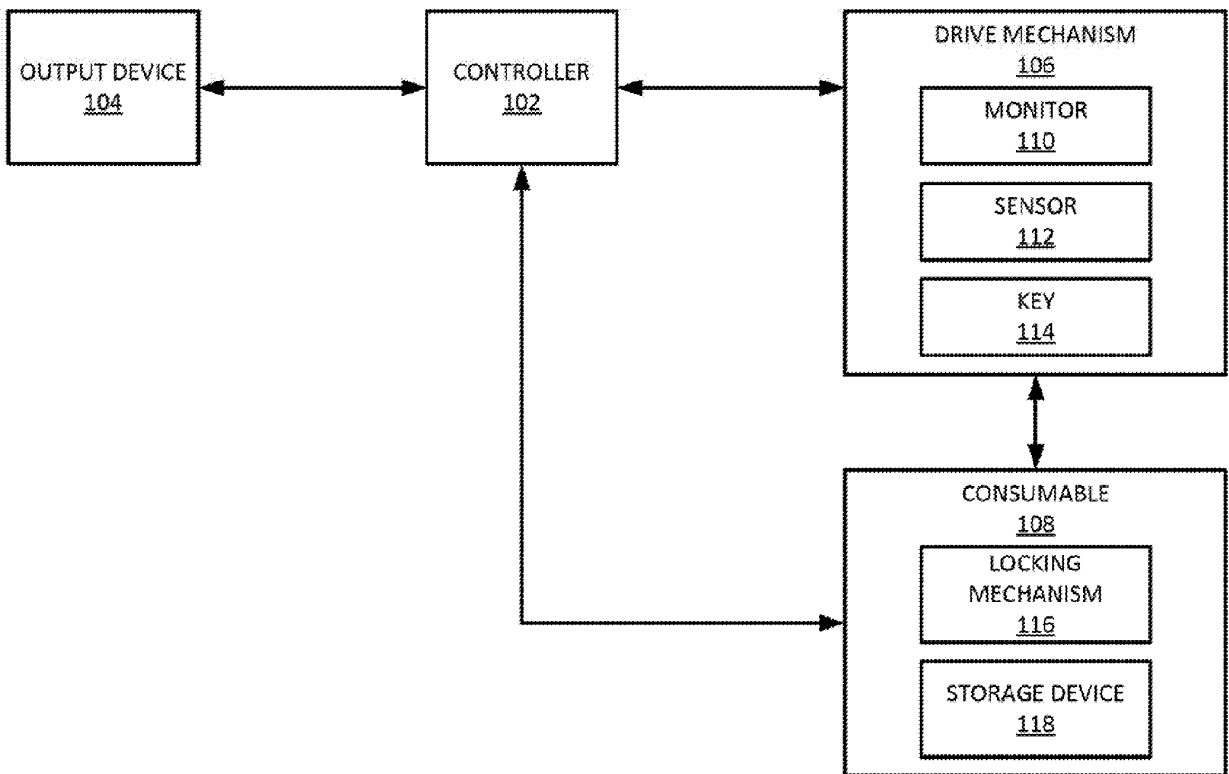 OUTPUT DEVICE
104
CONTROLLER
102
DRIVE MECHANISM
106
MONITOR
110
SENSOR
112
KEY
114
CONSUMABLE
108
LOCKING
MECHANISM
116
STORAGE DEVICE
118